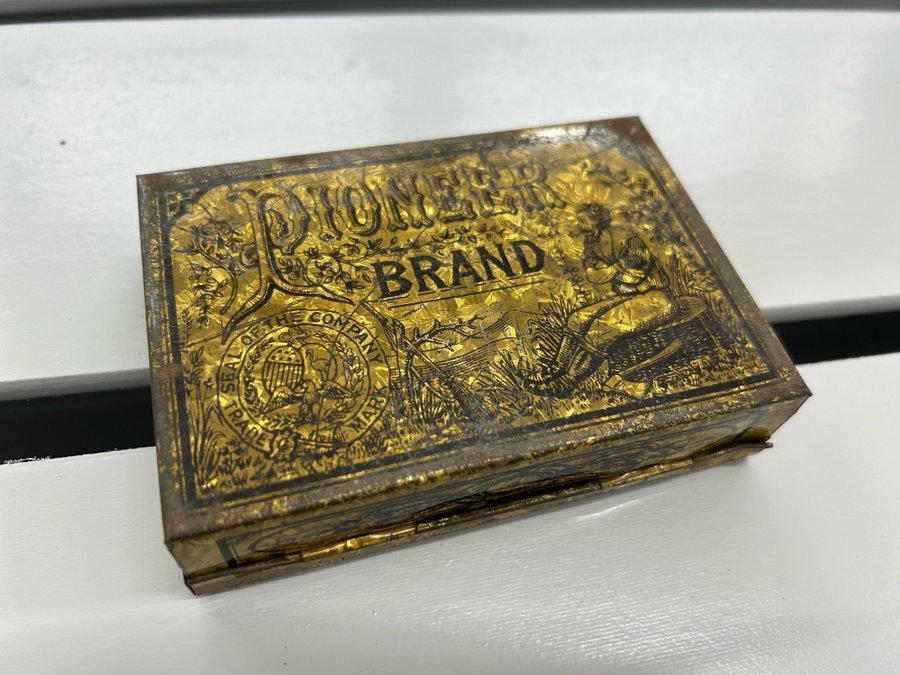 PIONEER
BRAND
SEAL OF THE COMPANY
TRADE MARK